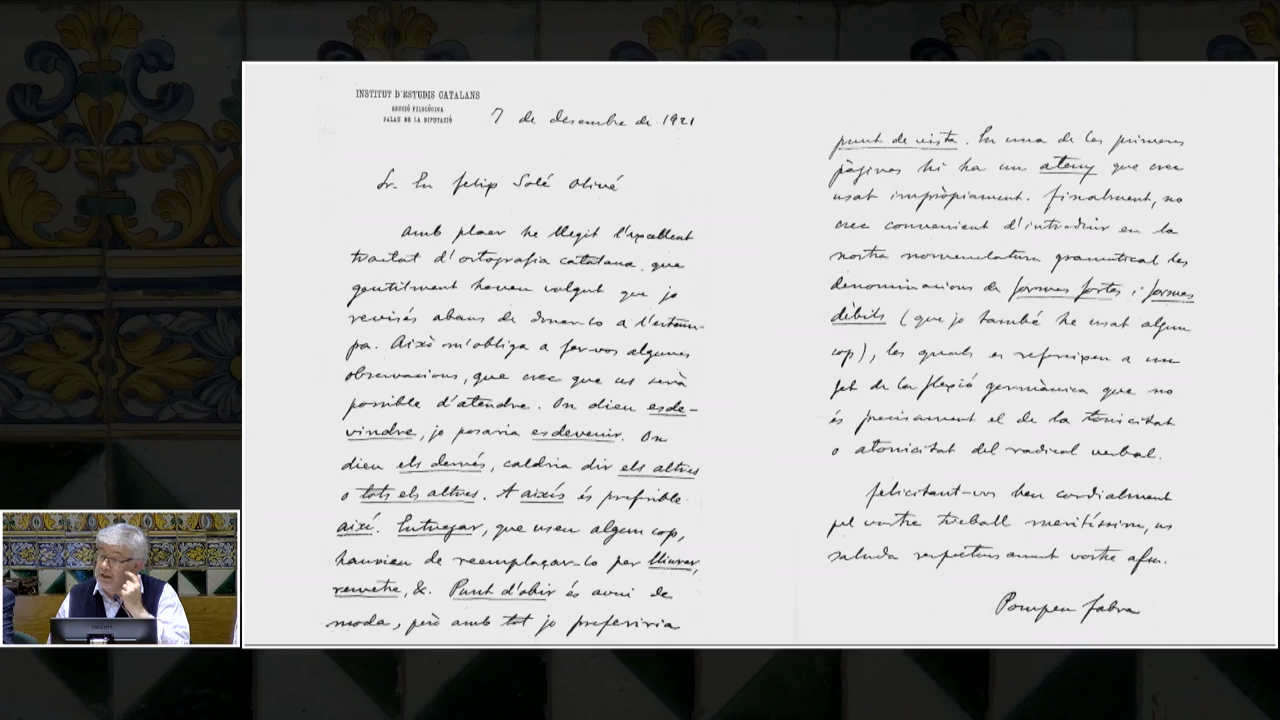 INSTITUT D'ESTUDIS CATALANS
SECCIÓ FILOLÒGICA
PALAU DE LA DIPUTACIÓ
7 de desembre de 1921
Sr. En Felip Solé Olivé
Amb plaer he llegit l'excellent
tractat d'ortografia catalana que
gentilment haveu volgut que jo
revisés abans de donar-lo a l'estam-
pa. Això m'obliga a fer-vos algunes
observacions, que crec que us serà
possible d'atendre. On dieu esde-
vindre, jo posaria esdevenir. On
dieu els demés, caldria dir els altres
o tots els altres. A aixís és preferible
així. Entregar, que useu algun cop,
hauríeu de reemplaçar-lo per lliurar,
remetre, &. Punt d'obir és avui de
moda, però amb tot jo preferiria
punt de vista. En una de les primeres
pàgines hi ha un ateny que crec
usat impròpiament. Finalment, no
crec convenient d'introduir en la
nostra nomenclatura gramatical les
denominacions de formes fortes i formes
dèbils (que jo també he usat algun
cop), les quals es refereixen a un
fet de la flexió germànica que no
és precisament el de la tonicitat
o atonicitat del radical verbal.
Felicitant-vos ben cordialment
pel vostre treball meritíssim, us
saluda respectuosament vostre afm.
Pompeu Fabra